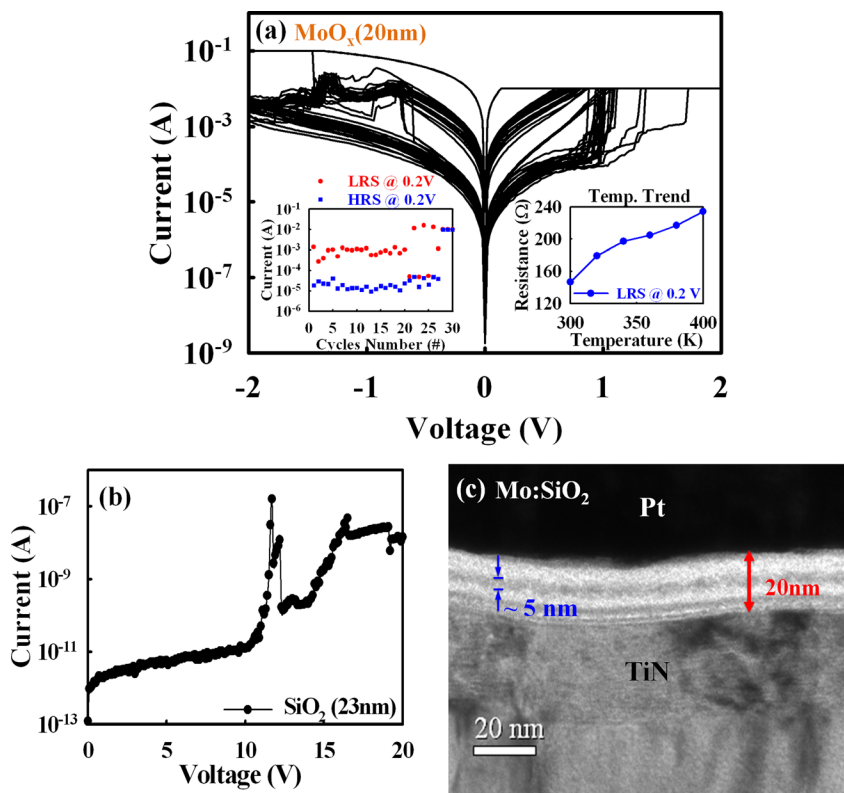 (a) MoOₓ(20nm)
Current (A)
10⁻¹
10⁻³
10⁻⁵
10⁻⁷
10⁻⁹
-2 -1 0 1 2
Voltage (V)
LRS @ 0.2V
HRS @ 0.2V
Current (A)
10⁻¹
10⁻²
10⁻³
10⁻⁴
10⁻⁵
10⁻⁶
0 5 10 15 20 25 30
Cycles Number (#)
Temp. Trend
Resistance (Ω)
240
200
160
120
LRS @ 0.2 V
300 350 400
Temperature (K)
(b)
Current (A)
10⁻⁷
10⁻⁹
10⁻¹¹
10⁻¹³
SiO₂ (23nm)
0 5 10 15 20
Voltage (V)
(c) Mo:SiO₂
Pt
20nm
~ 5 nm
TiN
20 nm